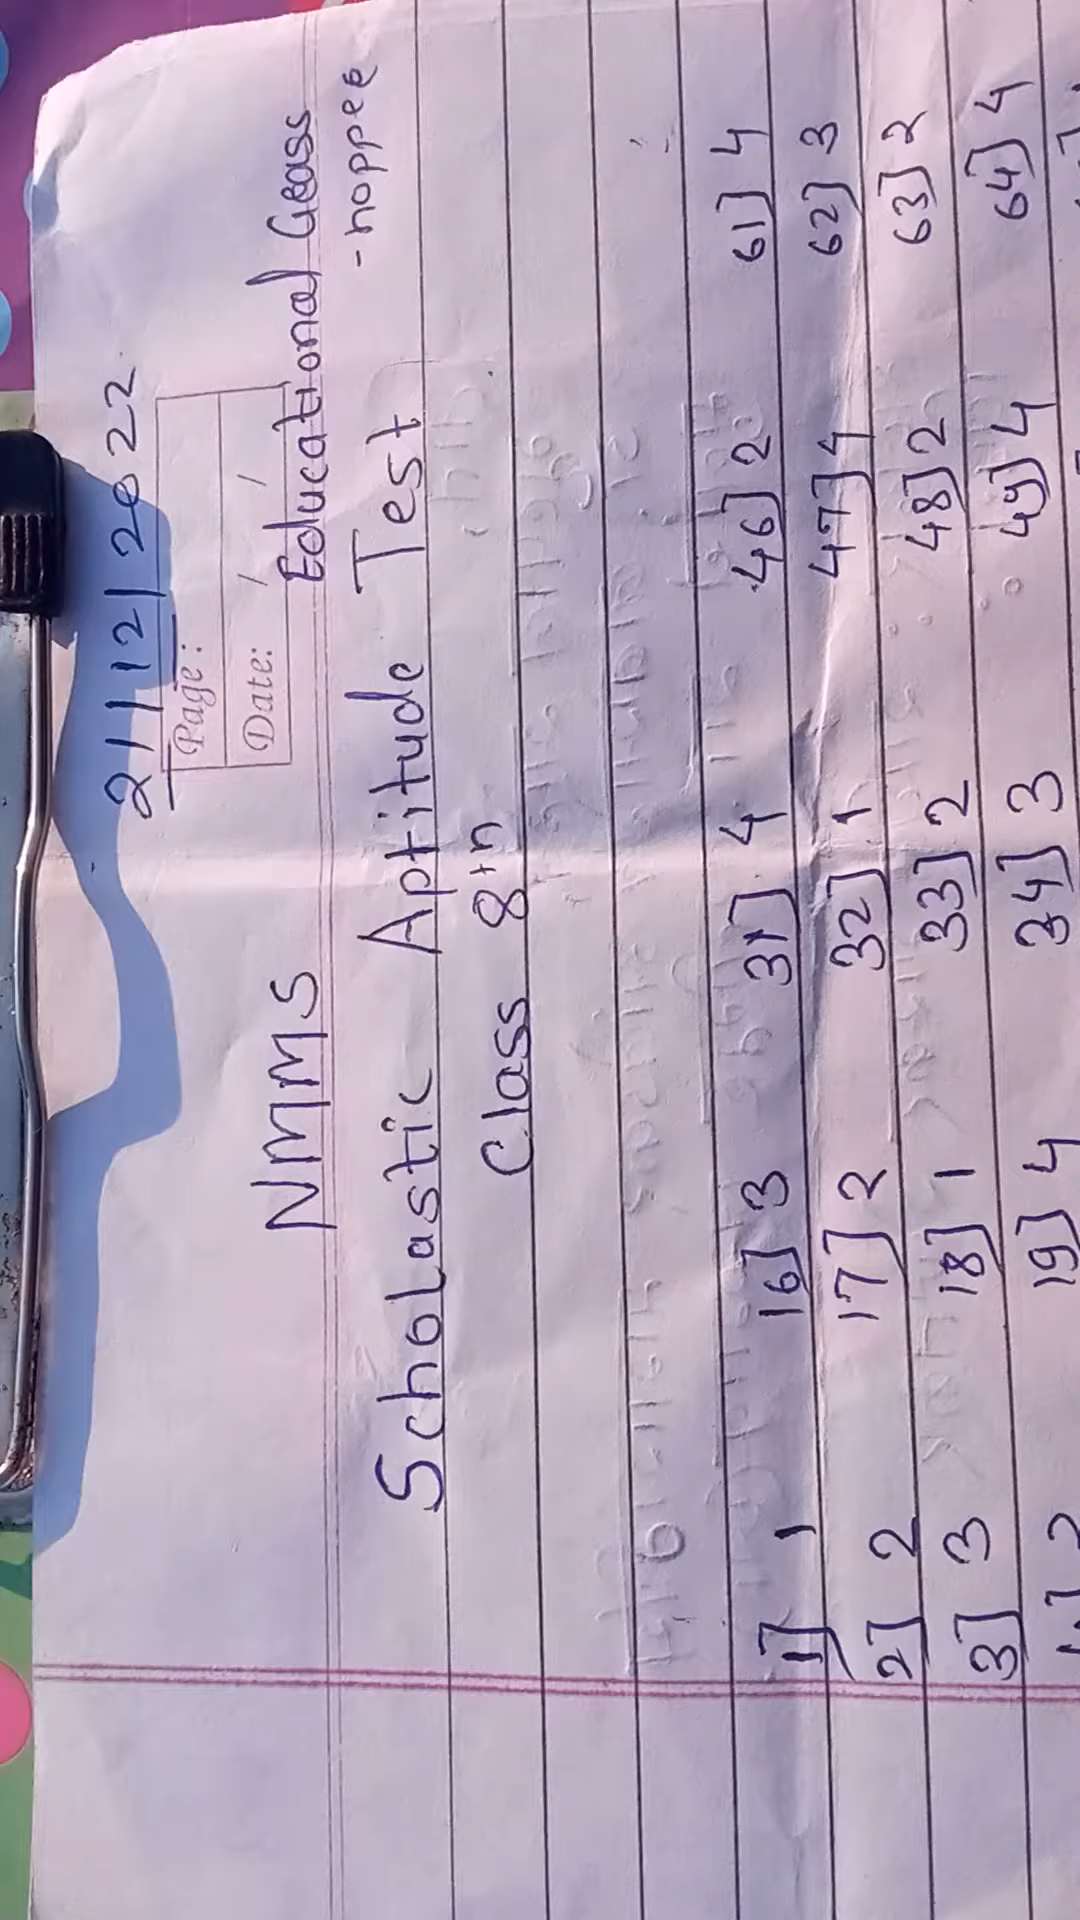 21/12/2022
Page:
Date: / /
NMMS Educational Grass
Scholastic Aptitude Test -hoppee
Class 8th
1] 1 16] 3 31] 4 46] 2 61] 4
2] 2 17] 2 32] 1 47] 4 62] 3
3] 3 18] 1 33] 2 48] 2 63] 2
19] 4 34] 3 49] 4 64] 4